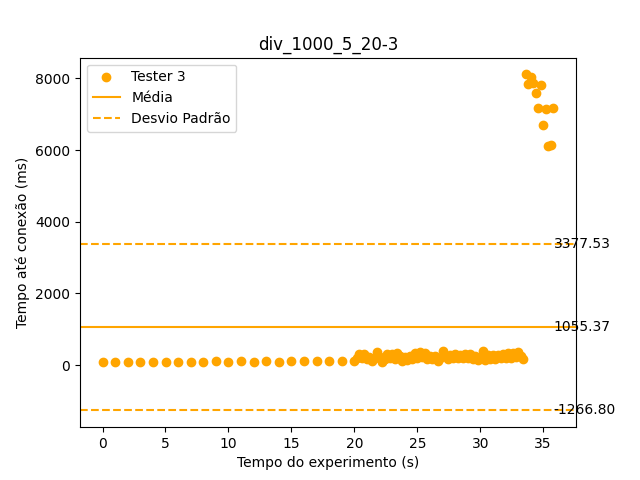 div_1000_5_20-3
Tester 3
Média
Desvio Padrão
8000
6000
4000
2000
0
3377.53
1055.37
-1266.80
0 5 10 15 20 25 30 35
Tempo até conexão (ms)
Tempo do experimento (s)